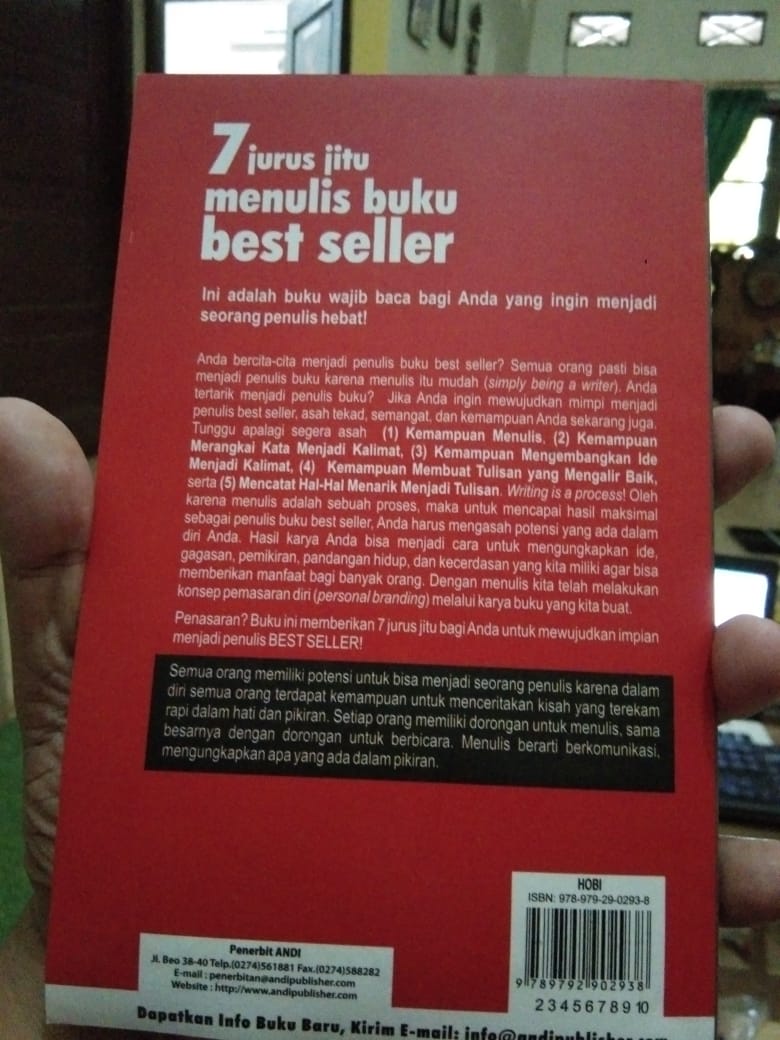 7 jurus jitu
menulis buku
best seller
Ini adalah buku wajib baca bagi Anda yang ingin menjadi
seorang penulis hebat!
Anda bercita-cita menjadi penulis buku best seller? Semua orang pasti bisa
menjadi penulis buku karena menulis itu mudah (simply being a writer). Anda
tertarik menjadi penulis buku? Jika Anda ingin mewujudkan mimpi menjadi
penulis best seller, asah tekad, semangat, dan kemampuan Anda sekarang juga.
Tunggu apalagi segera asah (1) Kemampuan Menulis, (2) Kemampuan
Merangkai Kata Menjadi Kalimat, (3) Kemampuan Mengembangkan Ide
Menjadi Kalimat, (4) Kemampuan Membuat Tulisan yang Mengalir Baik,
serta (5) Mencatat Hal-Hal Menarik Menjadi Tulisan. Writing is a process! Oleh
karena menulis adalah sebuah proses, maka untuk mencapai hasil maksimal
sebagai penulis buku best seller, Anda harus mengasah potensi yang ada dalam
diri Anda. Hasil karya Anda bisa menjadi cara untuk mengungkapkan ide,
gagasan, pemikiran, pandangan hidup, dan kecerdasan yang kita miliki agar bisa
memberikan manfaat bagi banyak orang. Dengan menulis kita telah melakukan
konsep pemasaran diri (personal branding) melalui karya buku yang kita buat.
Penasaran? Buku ini memberikan 7 jurus jitu bagi Anda untuk mewujudkan impian
menjadi penulis BEST SELLER!
Semua orang memiliki potensi untuk bisa menjadi seorang penulis karena dalam
diri semua orang terdapat kemampuan untuk menceritakan kisah yang terekam
rapi dalam hati dan pikiran. Setiap orang memiliki dorongan untuk menulis, sama
besarnya dengan dorongan untuk berbicara. Menulis berarti berkomunikasi,
mengungkapkan apa yang ada dalam pikiran.
HOBI
ISBN: 978-979-29-0293-8
9 789792 902938
2 3 4 5 6 7 8 9 10
Penerbit ANDI
Jl. Beo 38-40 Telp.(0274)561881 Fax.(0274)588282
E-mail : penerbitan@andipublisher.com
Website : http://www.andipublisher.com
Dapatkan Info Buku Baru, Kirim E-mail: info@andipublisher.com